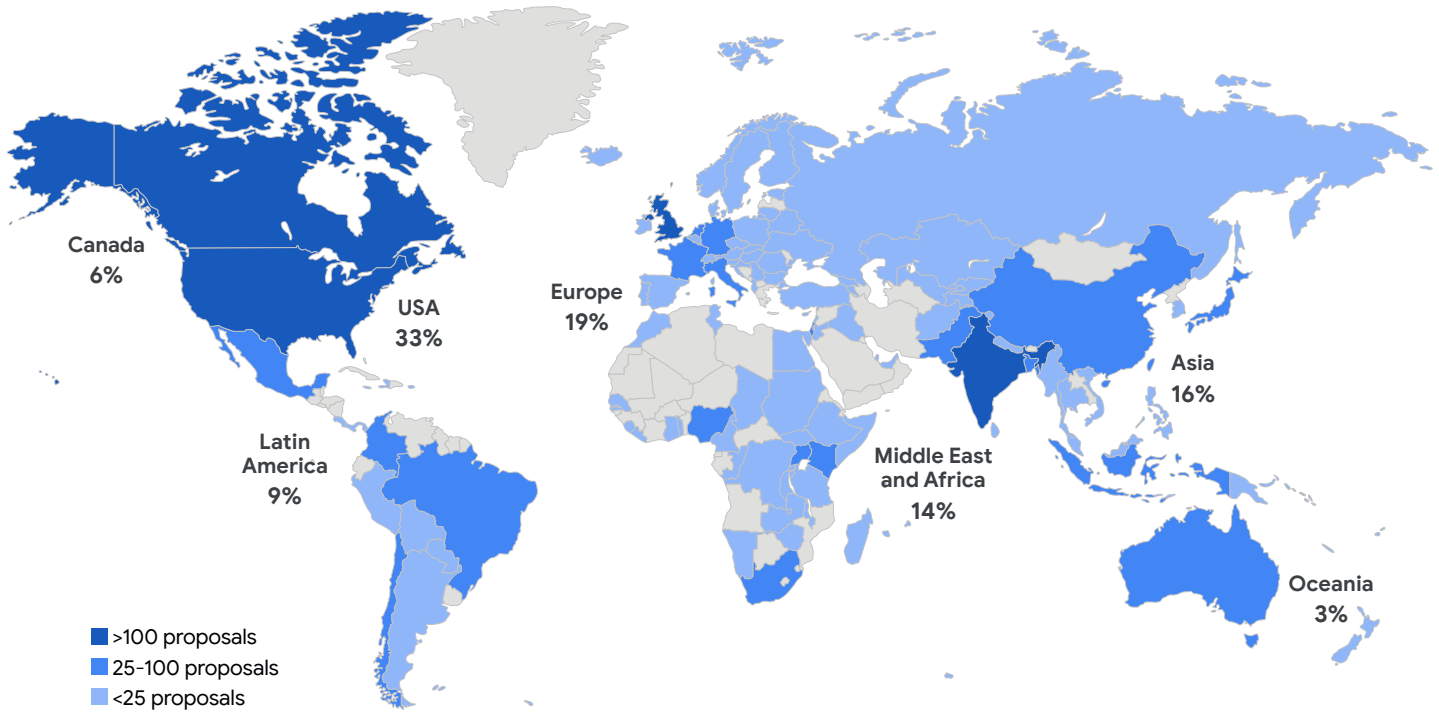 Canada
6%
USA
33%
Europe
19%
Asia
16%
Latin
America
9%
Middle East
and Africa
14%
Oceania
3%
>100 proposals
25-100 proposals
<25 proposals